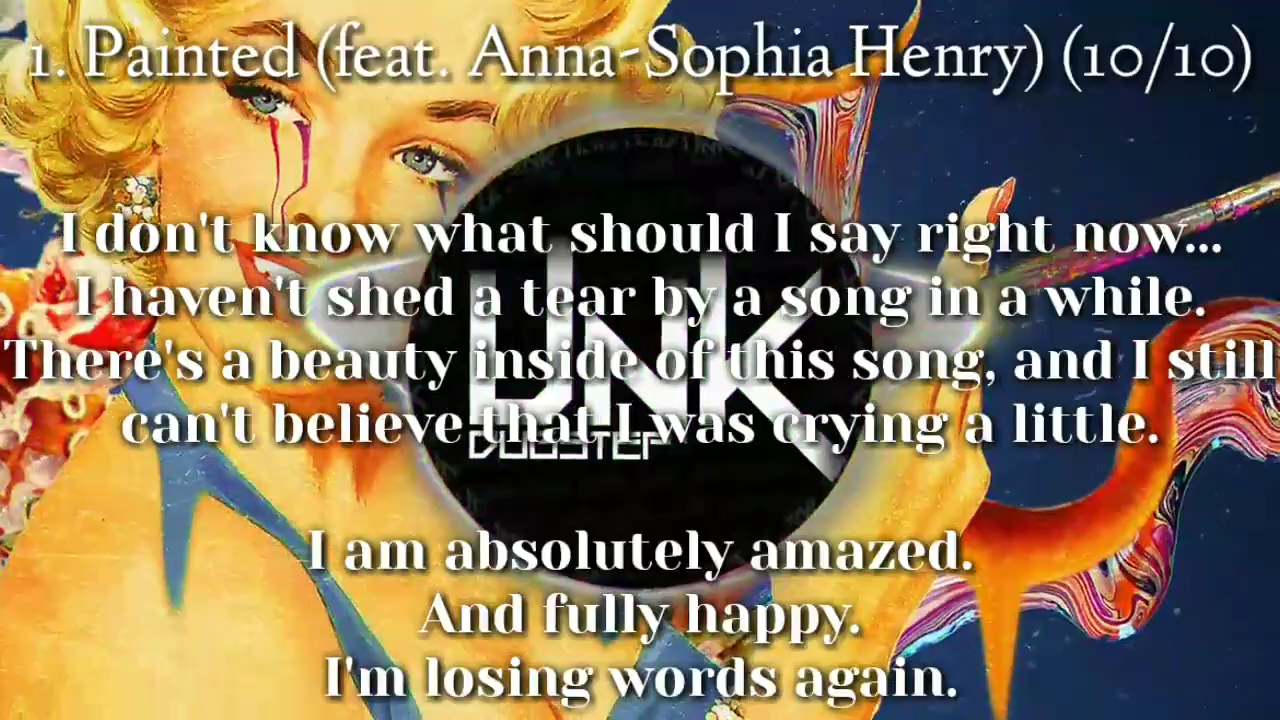 1. Painted (feat. Anna-Sophia Henry) (10/10)
I don't know what should I say right now...
I haven't shed a tear by a song in a while.
There's a beauty inside of this song, and I still
can't believe that I was crying a little.
UNK
DUBSTEP
I am absolutely amazed.
And fully happy.
I'm losing words again.